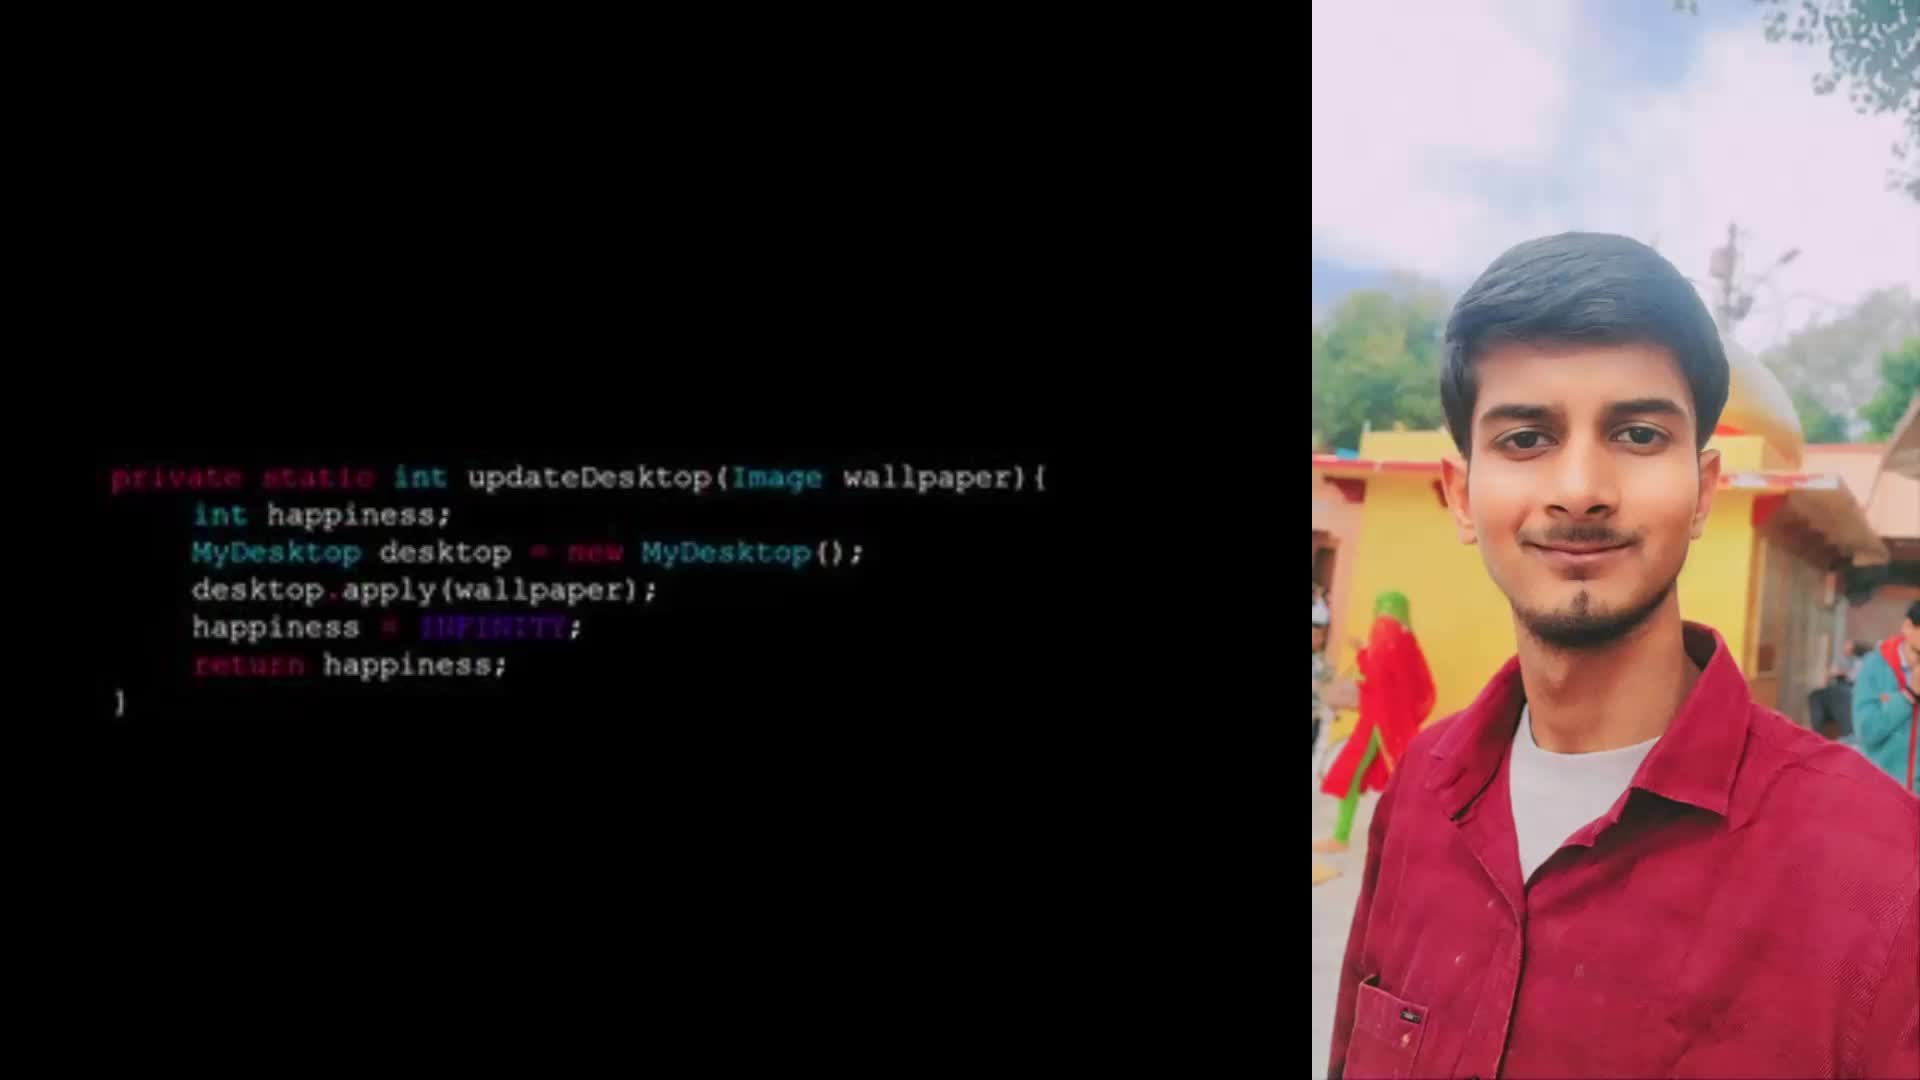 private static int updateDesktop(Image wallpaper){
int happiness;
MyDesktop desktop = new MyDesktop();
desktop.apply(wallpaper);
happiness = INFINITY;
return happiness;
}